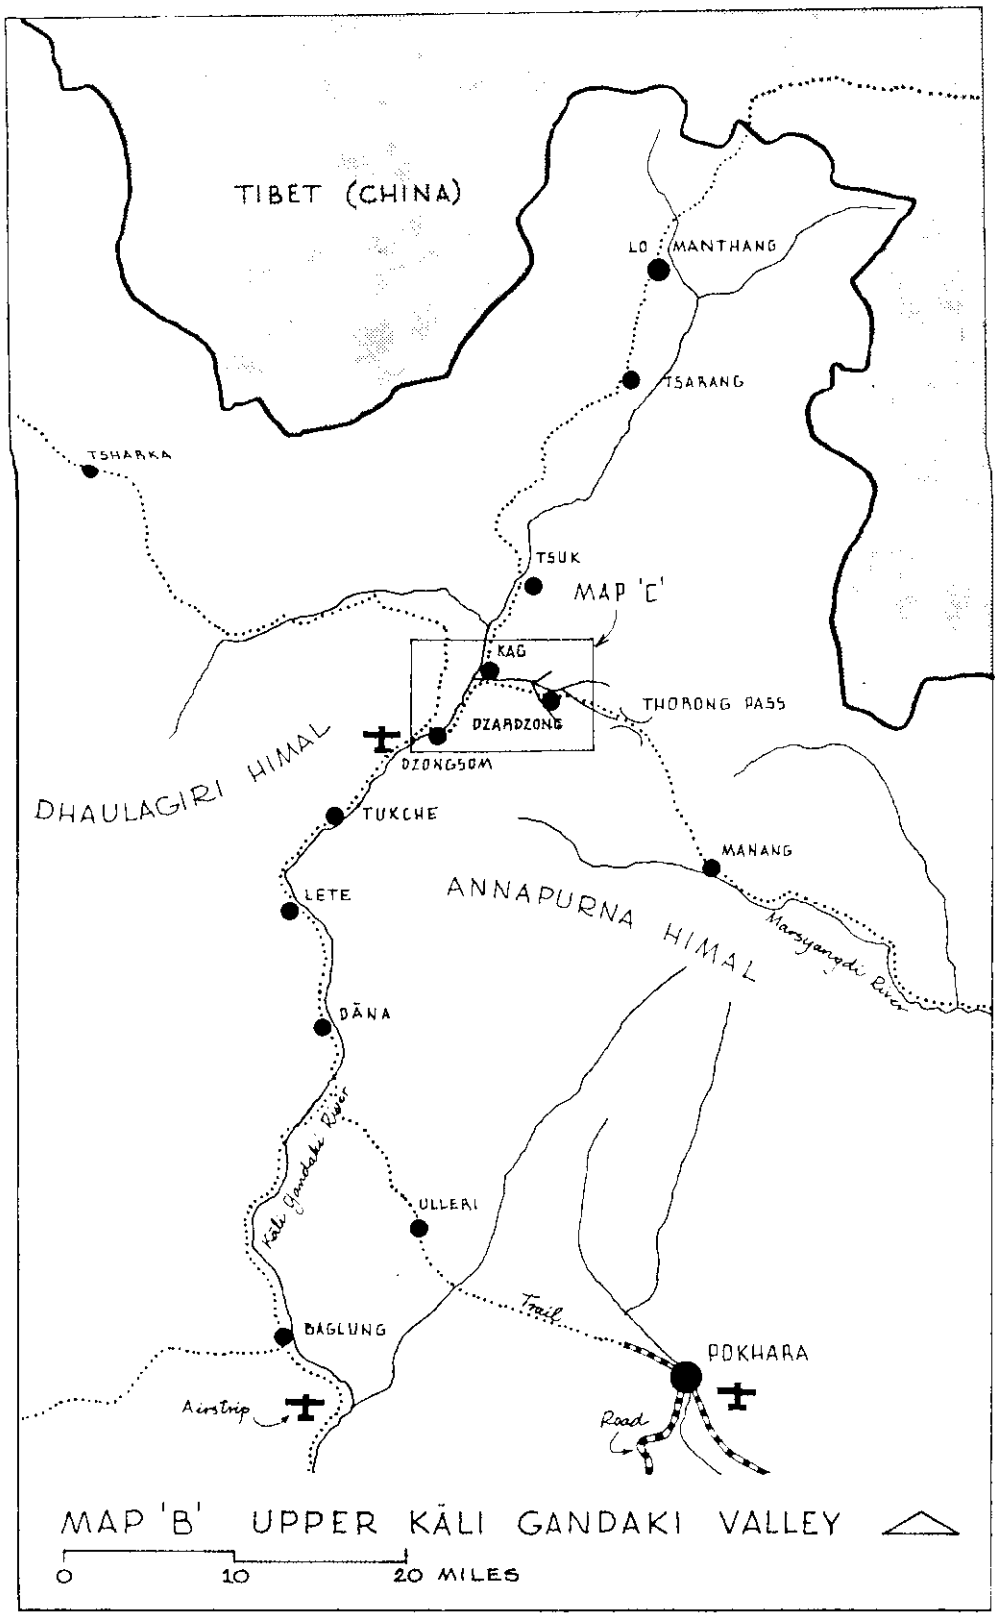 TIBET (CHINA)
LO MANTHANG
TSARANG
TSHARKA
TSUK
MAP 'C'
KAG
THORONG PASS
DZARDZONG
DZONGSOM
DHAULAGIRI HIMAL
TUKCHE
MANANG
LETE
ANNAPURNA HIMAL
Marsyangdi River
DĀNA
Kāli Gandaki River
ULLERI
Trail
BAGLUNG
POKHARA
Airstrip
Road
MAP 'B' UPPER KĀLI GANDAKI VALLEY
0 10 20 MILES